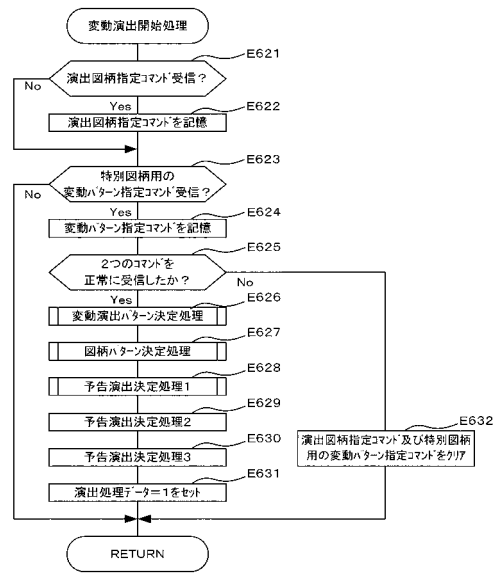 変動演出開始処理
E621
演出図柄指定コマンド受信？
No
Yes
E622
演出図柄指定コマンドを記憶
E623
特別図柄用の
変動パターン指定コマンド受信？
No
Yes
E624
変動パターン指定コマンドを記憶
E625
2つのコマンドを
正常に受信したか？
No
Yes
E626
変動演出パターン決定処理
E627
図柄パターン決定処理
E628
予告演出決定処理1
E629
予告演出決定処理2
E630
予告演出決定処理3
E631
演出処理データ=1をセット
E632
演出図柄指定コマンド及び特別図柄
用の変動パターン指定コマンドをクリア
RETURN